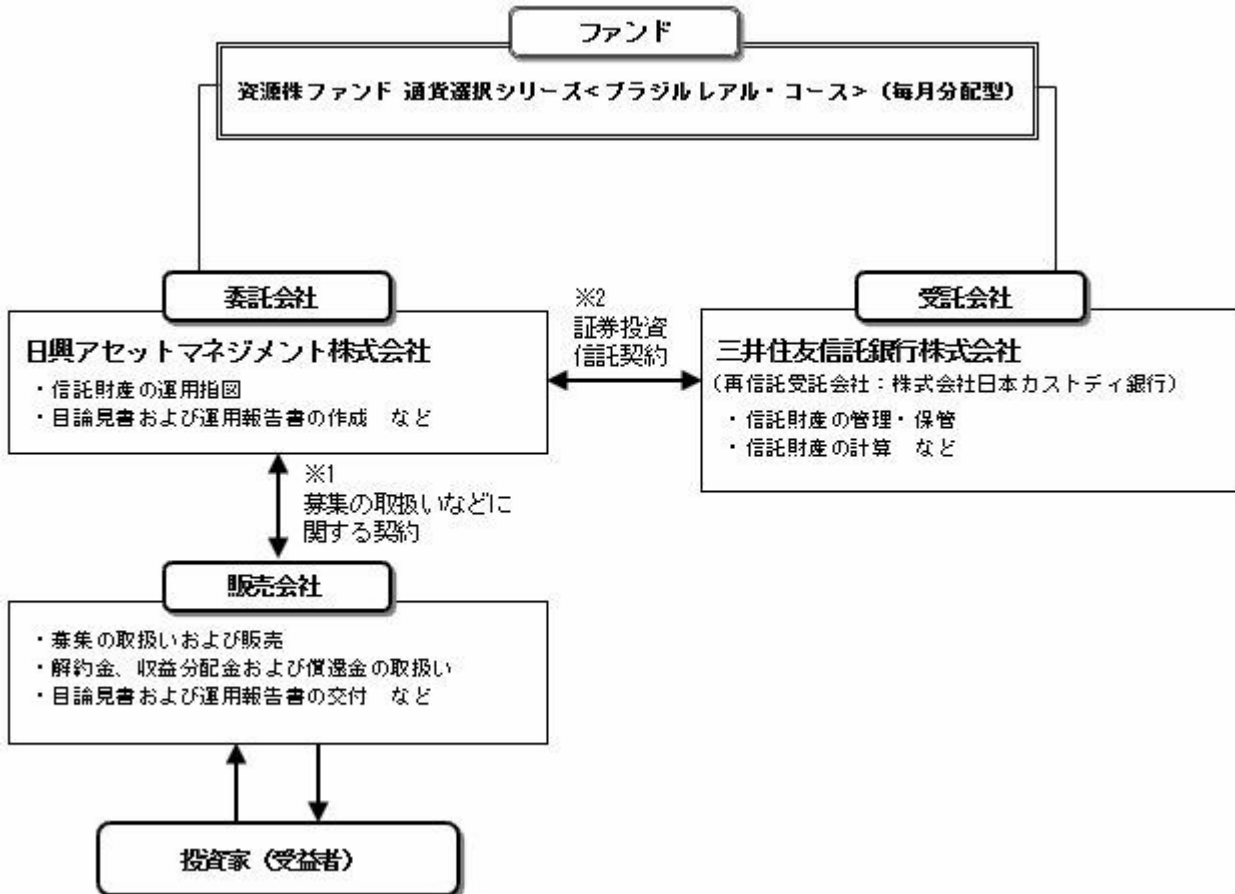 ファンド
資源株ファンド 通貨選択シリーズ＜ブラジルレアル・コース＞（毎月分配型）
委託会社
日興アセットマネジメント株式会社
・信託財産の運用指図
・目論見書および運用報告書の作成　など
※2
証券投資
信託契約
受託会社
三井住友信託銀行株式会社
（再信託受託会社：株式会社日本カストディ銀行）
・信託財産の管理・保管
・信託財産の計算　など
※1
募集の取扱いなどに
関する契約
販売会社
・募集の取扱いおよび販売
・解約金、収益分配金および償還金の取扱い
・目論見書および運用報告書の交付　など
投資家（受益者）